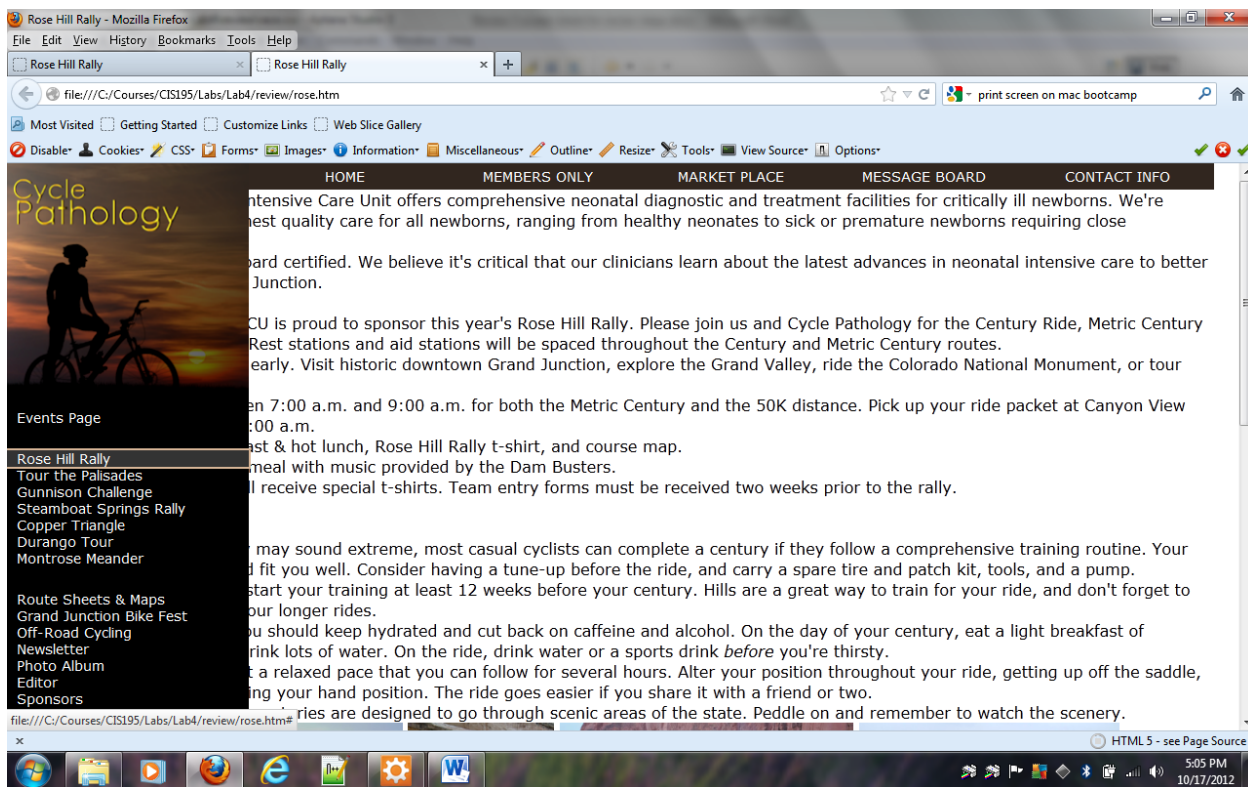 Rose Hill Rally - Mozilla Firefox
File Edit View History Bookmarks Tools Help
Rose Hill Rally × Rose Hill Rally × +
file:///C:/Courses/CIS195/Labs/Lab4/review/rose.htm print screen on mac bootcamp
Most Visited Getting Started Customize Links Web Slice Gallery
Disable Cookies CSS Forms Images Information Miscellaneous Outline Resize Tools View Source Options
Cycle
Pathology
HOME MEMBERS ONLY MARKET PLACE MESSAGE BOARD CONTACT INFO
ntensive Care Unit offers comprehensive neonatal diagnostic and treatment facilities for critically ill newborns. We're
nest quality care for all newborns, ranging from healthy neonates to sick or premature newborns requiring close
oard certified. We believe it's critical that our clinicians learn about the latest advances in neonatal intensive care to better
Junction.
CU is proud to sponsor this year's Rose Hill Rally. Please join us and Cycle Pathology for the Century Ride, Metric Century
Rest stations and aid stations will be spaced throughout the Century and Metric Century routes.
early. Visit historic downtown Grand Junction, explore the Grand Valley, ride the Colorado National Monument, or tour
en 7:00 a.m. and 9:00 a.m. for both the Metric Century and the 50K distance. Pick up your ride packet at Canyon View
:00 a.m.
ast & hot lunch, Rose Hill Rally t-shirt, and course map.
meal with music provided by the Dam Busters.
ll receive special t-shirts. Team entry forms must be received two weeks prior to the rally.
may sound extreme, most casual cyclists can complete a century if they follow a comprehensive training routine. Your
d fit you well. Consider having a tune-up before the ride, and carry a spare tire and patch kit, tools, and a pump.
start your training at least 12 weeks before your century. Hills are a great way to train for your ride, and don't forget to
our longer rides.
ou should keep hydrated and cut back on caffeine and alcohol. On the day of your century, eat a light breakfast of
rink lots of water. On the ride, drink water or a sports drink before you're thirsty.
t a relaxed pace that you can follow for several hours. Alter your position throughout your ride, getting up off the saddle,
ing your hand position. The ride goes easier if you share it with a friend or two.
tries are designed to go through scenic areas of the state. Peddle on and remember to watch the scenery.
Events Page
Rose Hill Rally
Tour the Palisades
Gunnison Challenge
Steamboat Springs Rally
Copper Triangle
Durango Tour
Montrose Meander
Route Sheets & Maps
Grand Junction Bike Fest
Off-Road Cycling
Newsletter
Photo Album
Editor
Sponsors
file:///C:/Courses/CIS195/Labs/Lab4/review/rose.htm#
× HTML 5 - see Page Source
5:05 PM
10/17/2012